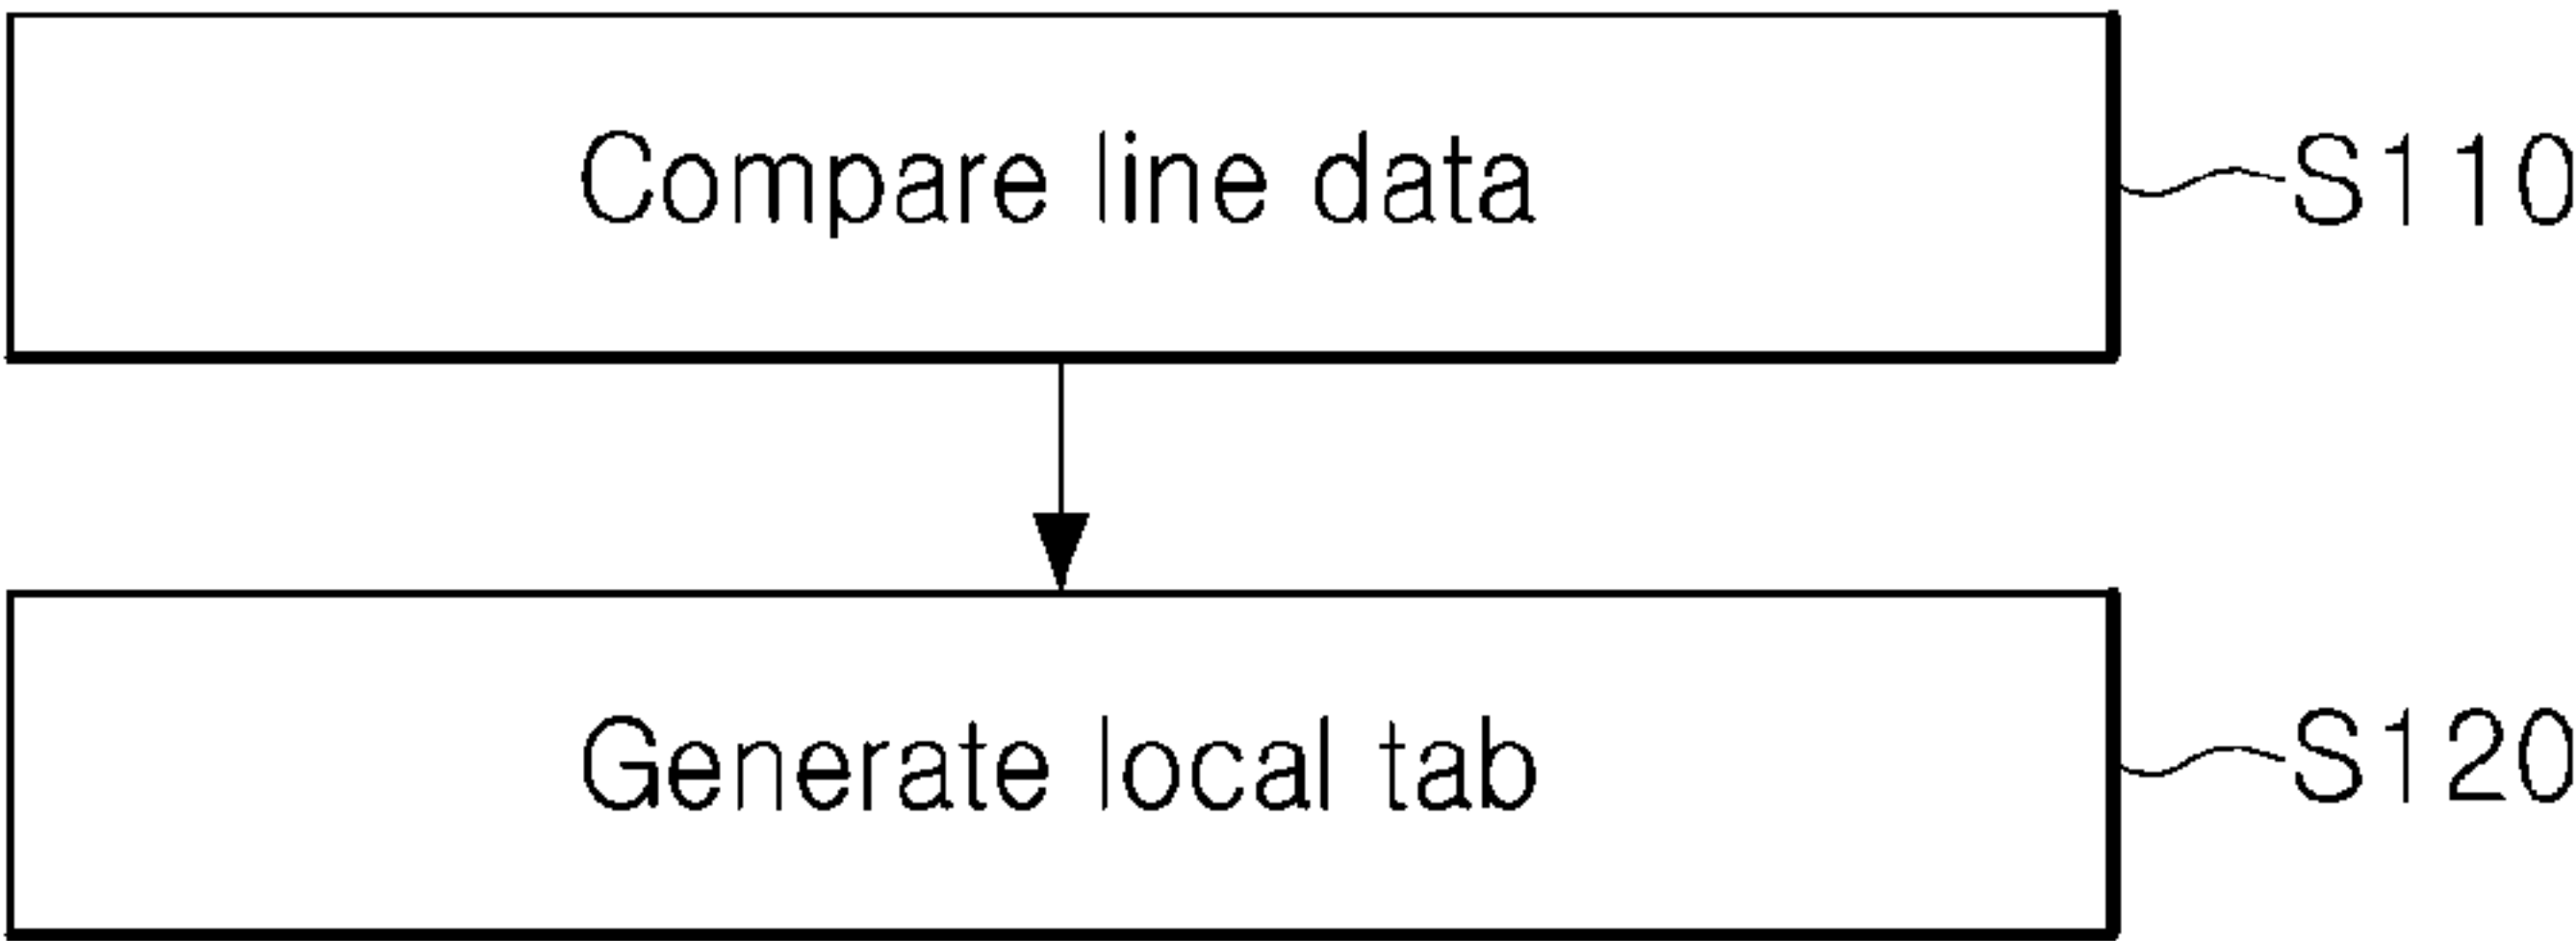 Compare line data S110
Generate local tab S120